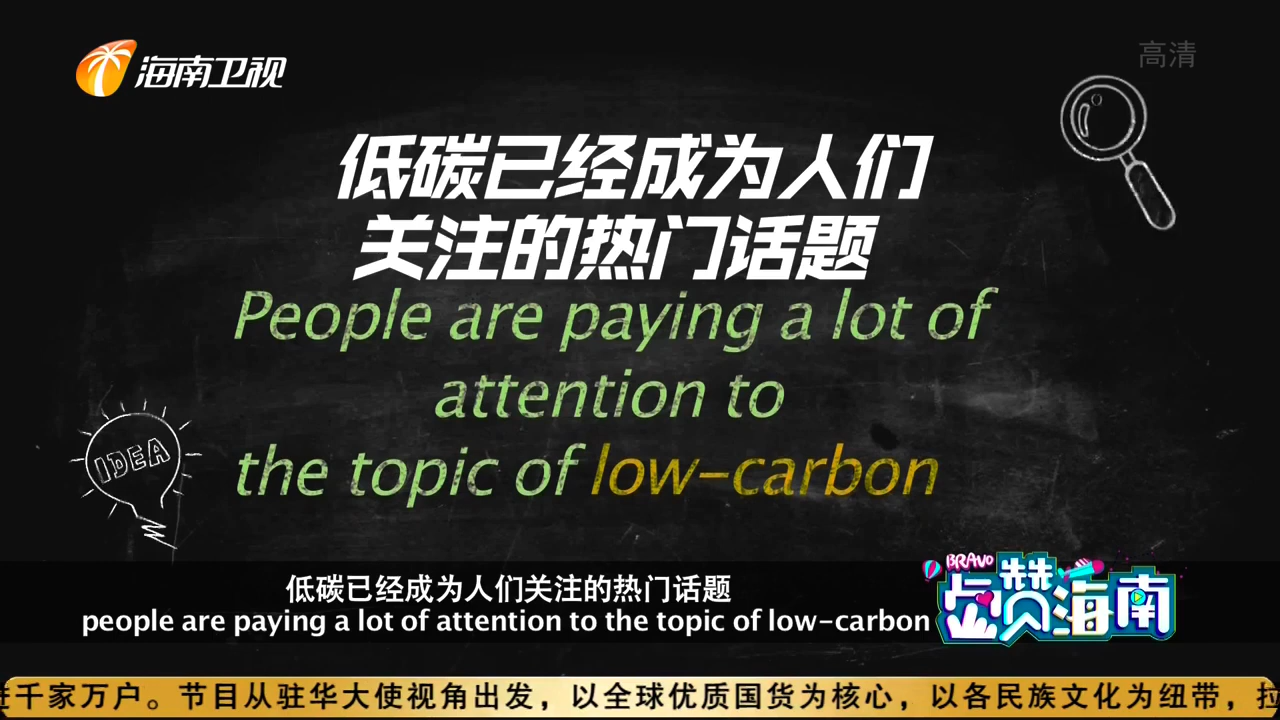 海南卫视
高清
低碳已经成为人们
关注的热门话题
People are paying a lot of
attention to
the topic of low-carbon
IDEA
低碳已经成为人们关注的热门话题
people are paying a lot of attention to the topic of low-carbon
BRAVO
点赞海南
进千家万户。节目从驻华大使视角出发，以全球优质国货为核心，以各民族文化为纽带，拉